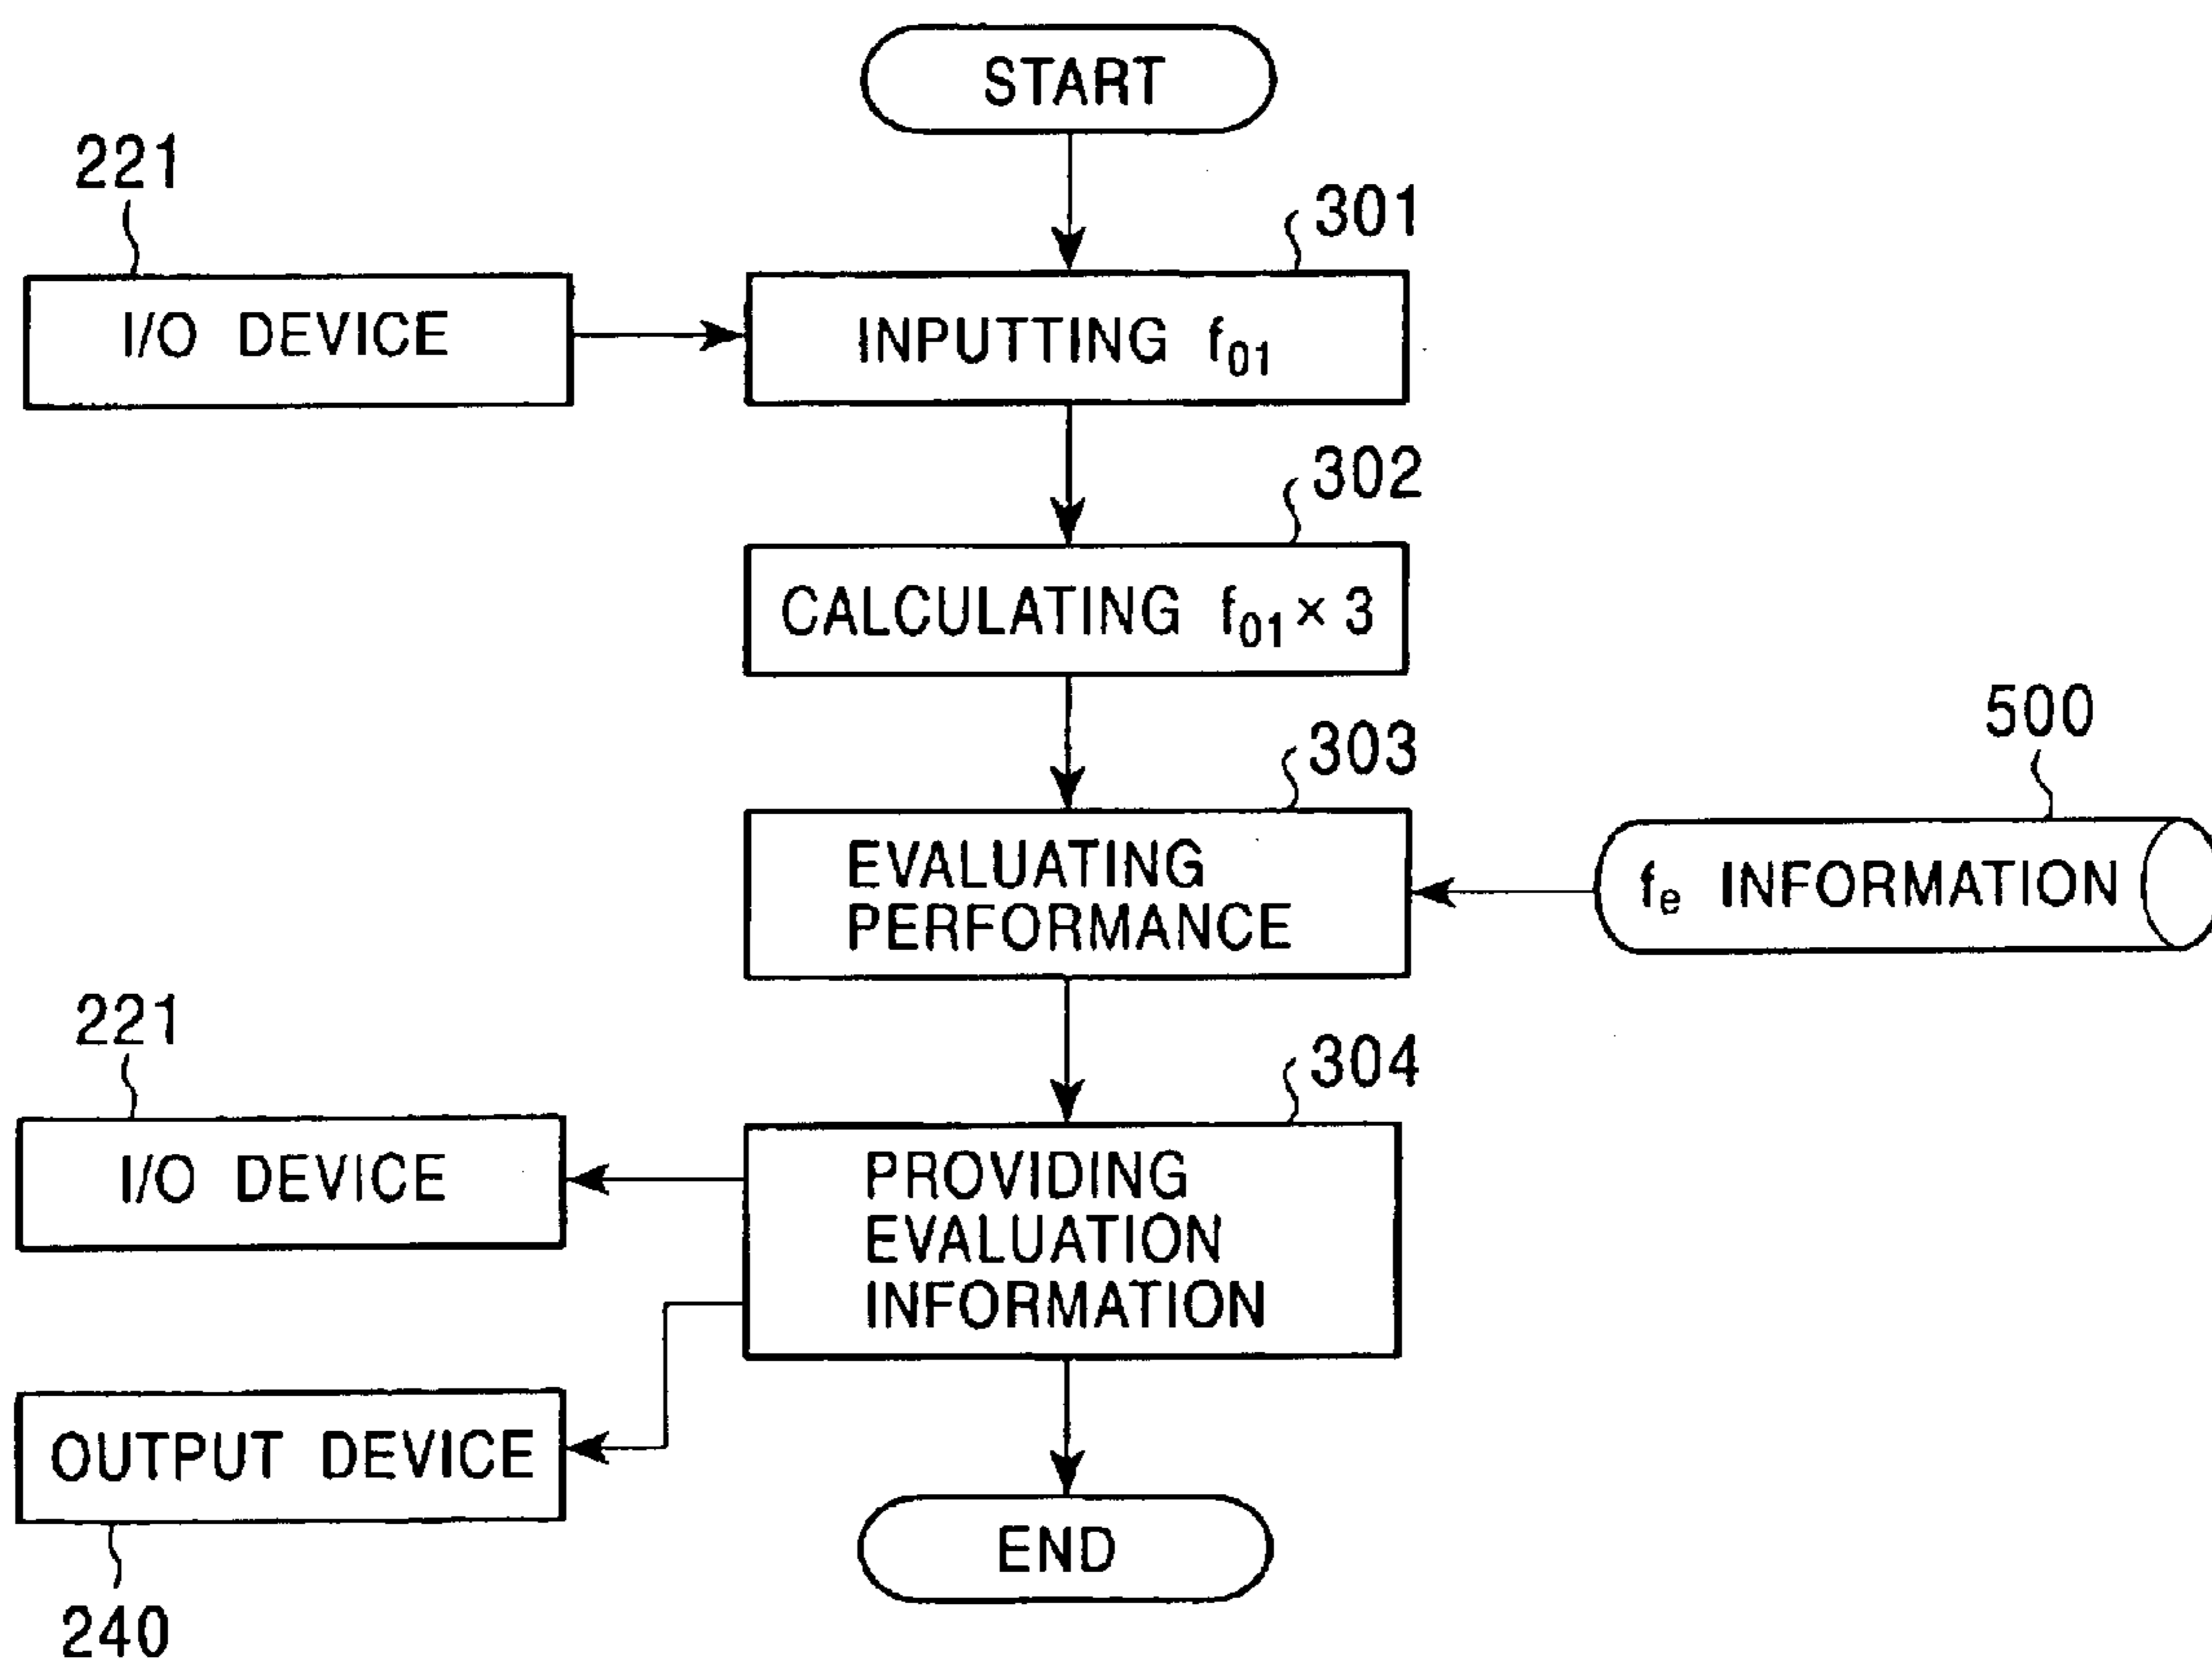 START
221
301
I/O DEVICE
INPUTTING f01
302
CALCULATING f01 × 3
303
500
EVALUATING
PERFORMANCE
fe INFORMATION
221
304
I/O DEVICE
PROVIDING
EVALUATION
INFORMATION
OUTPUT DEVICE
END
240